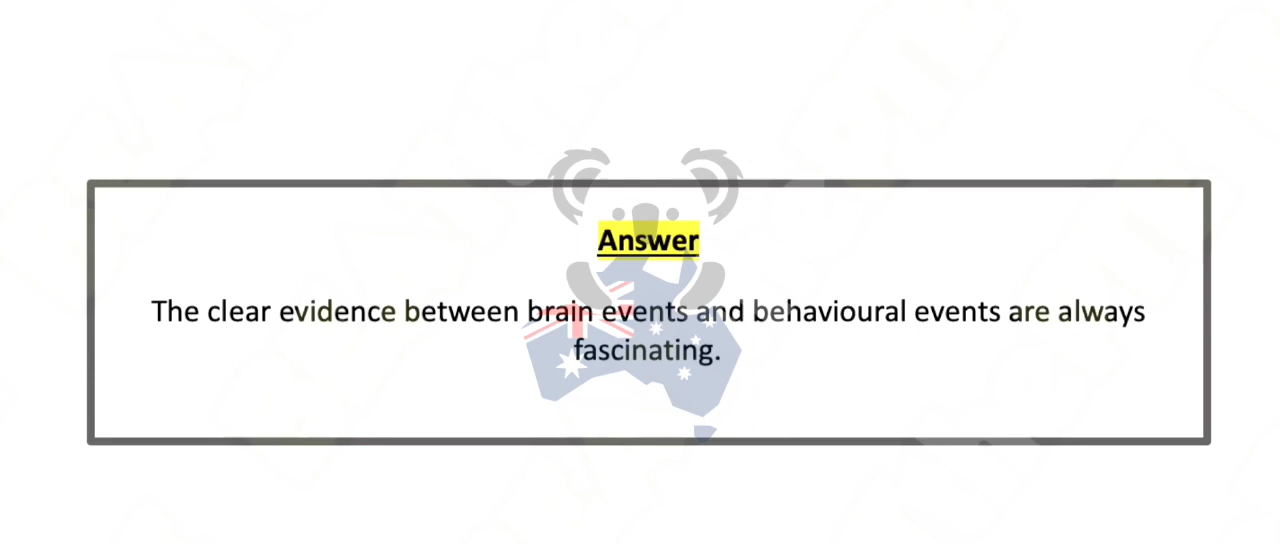 Answer
The clear evidence between brain events and behavioural events are always
fascinating.